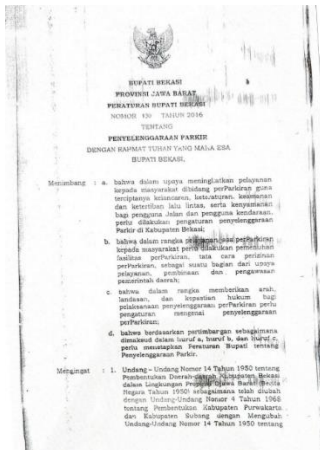 BUPATI BEKASI
PROVINSI JAWA BARAT
PERATURAN BUPATI BEKASI
NOMOR TAHUN 2016
TENTANG
PENYELENGGARAAN PARKIR
DENGAN RAHMAT TUHAN YANG MAHA ESA
BUPATI BEKASI,
Menimbang : a. bahwa dalam upaya meningkatkan pelayanan
kepada masyarakat dibidang perParkiran guna
terciptanya kelancaran, keteraturan, keamanan
dan ketertiban lalu lintas, serta kenyamanan
bagi pengguna Jalan dan pengguna kendaraan,
perlu dilakukan pengaturan penyelenggaraan
Parkir di Kabupaten Bekasi;
b. bahwa dalam rangka pelayanan jasa perParkiran
kepada masyarakat perlu dilakukan pemenuhan
fasilitas perParkiran, tata cara perizinan
perParkiran, sebagai suatu bagian dari upaya
pelayanan, pembinaan dan pengawasan
pemerintah daerah;
c. bahwa dalam rangka memberikan arah,
landasan, dan kepastian hukum bagi
pelaksanaan penyelenggaraan perParkiran perlu
pengaturan mengenai penyelenggaraan
perParkiran;
d. bahwa berdasarkan pertimbangan sebagaimana
dimaksud dalam huruf a, huruf b, dan huruf c,
perlu menetapkan Peraturan Bupati tentang
Penyelenggaraan Parkir.
Mengingat : 1. Undang - Undang Nomor 14 Tahun 1950 tentang
Pembentukan Daerah-daerah Kabupaten Bekasi
dalam Lingkungan Propinsi Djawa Barat (Berita
Negara Tahun 1950) sebagaimana telah diubah
dengan Undang-Undang Nomor 4 Tahun 1968
tentang Pembentukan Kabupaten Purwakarta
dan Kabupaten Subang dengan Mengubah
Undang-Undang Nomor 14 Tahun 1950 tentang